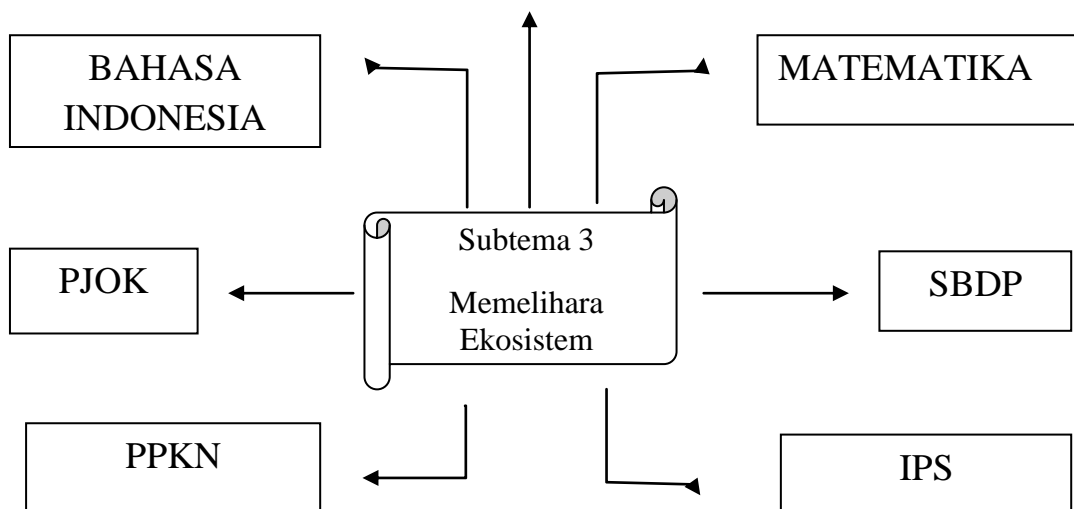 BAHASA
INDONESIA
MATEMATIKA
Subtema 3
Memelihara
Ekosistem
PJOK
SBDP
PPKN
IPS